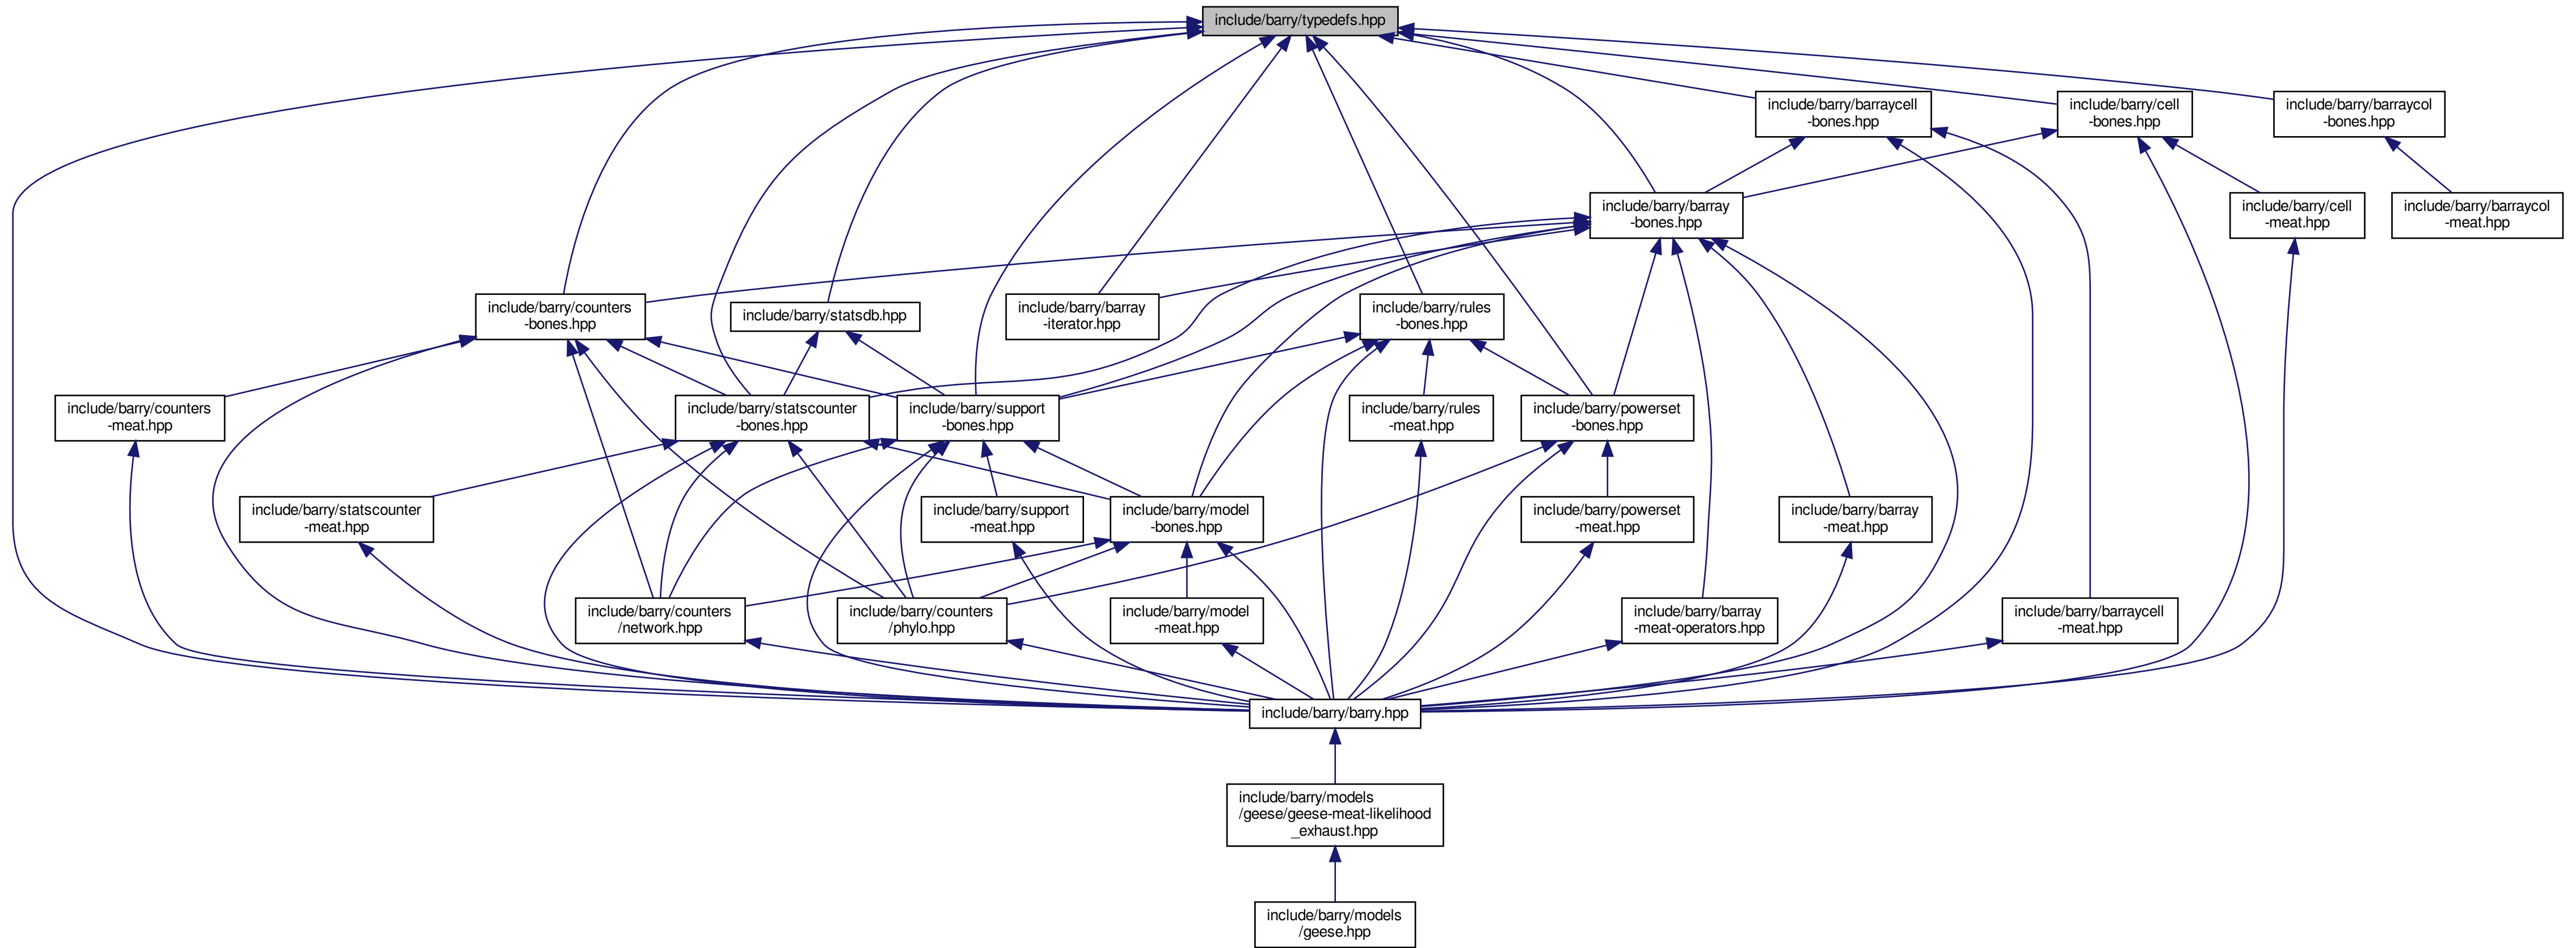 include/barry/typedefs.hpp
include/barry/barraycell
-bones.hpp
include/barry/cell
-bones.hpp
include/barry/barraycol
-bones.hpp
include/barry/barray
-bones.hpp
include/barry/cell
-meat.hpp
include/barry/barraycol
-meat.hpp
include/barry/counters
-bones.hpp
include/barry/statsdb.hpp
include/barry/barray
-iterator.hpp
include/barry/rules
-bones.hpp
include/barry/counters
-meat.hpp
include/barry/statscounter
-bones.hpp
include/barry/support
-bones.hpp
include/barry/rules
-meat.hpp
include/barry/powerset
-bones.hpp
include/barry/statscounter
-meat.hpp
include/barry/support
-meat.hpp
include/barry/model
-bones.hpp
include/barry/powerset
-meat.hpp
include/barry/barray
-meat.hpp
include/barry/counters
/network.hpp
include/barry/counters
/phylo.hpp
include/barry/model
-meat.hpp
include/barry/barray
-meat-operators.hpp
include/barry/barraycell
-meat.hpp
include/barry/barry.hpp
include/barry/models
/geese/geese-meat-likelihood
_exhaust.hpp
include/barry/models
/geese.hpp